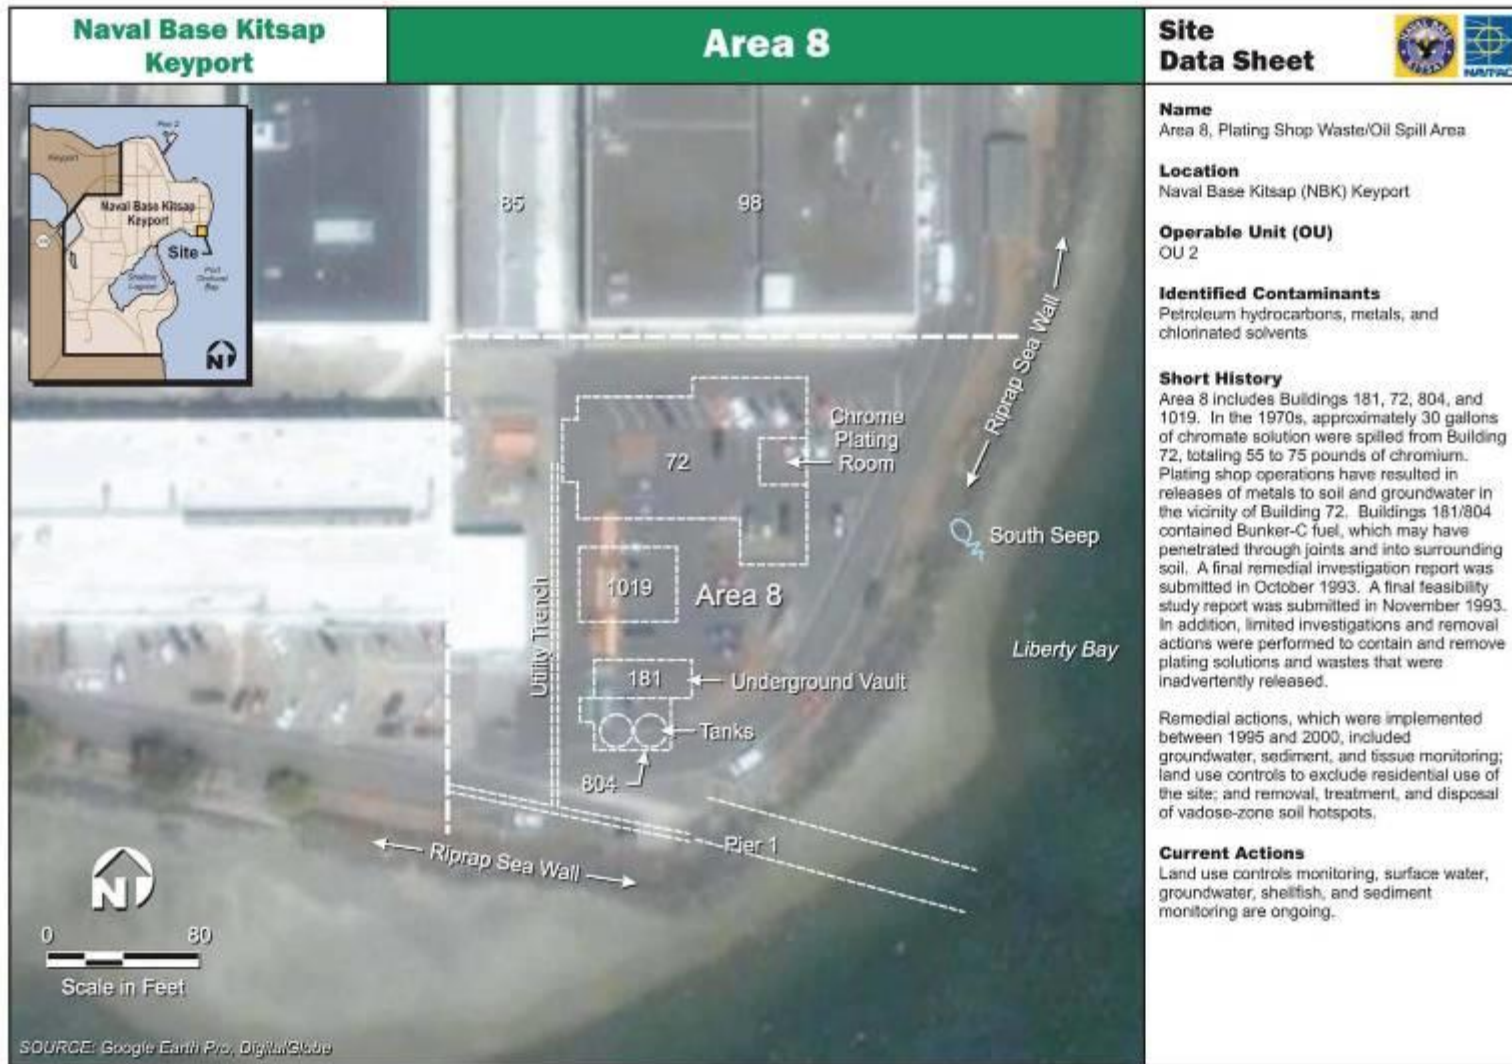 Naval Base Kitsap
Keyport
Area 8
Site
Data Sheet
NAVFAC
Pier 2
Keyport
Naval Base Kitsap
Keyport
Site
Shallow
Lagoon
Port
Orchard
Bay
N
85
98
Riprap Sea Wall
Chrome
Plating
Room
72
South Seep
1019
Area 8
Utility Trench
Liberty Bay
181
Underground Vault
Tanks
804
Pier 1
Riprap Sea Wall
N
0 80
Scale in Feet
SOURCE: Google Earth Pro, DigitalGlobe
Name
Area 8, Plating Shop Waste/Oil Spill Area
Location
Naval Base Kitsap (NBK) Keyport
Operable Unit (OU)
OU 2
Identified Contaminants
Petroleum hydrocarbons, metals, and
chlorinated solvents
Short History
Area 8 includes Buildings 181, 72, 804, and
1019. In the 1970s, approximately 30 gallons
of chromate solution were spilled from Building
72, totaling 55 to 75 pounds of chromium.
Plating shop operations have resulted in
releases of metals to soil and groundwater in
the vicinity of Building 72. Buildings 181/804
contained Bunker-C fuel, which may have
penetrated through joints and into surrounding
soil. A final remedial investigation report was
submitted in October 1993. A final feasibility
study report was submitted in November 1993.
In addition, limited investigations and removal
actions were performed to contain and remove
plating solutions and wastes that were
inadvertently released.
Remedial actions, which were implemented
between 1995 and 2000, included
groundwater, sediment, and tissue monitoring;
land use controls to exclude residential use of
the site; and removal, treatment, and disposal
of vadose-zone soil hotspots.
Current Actions
Land use controls monitoring, surface water,
groundwater, shellfish, and sediment
monitoring are ongoing.